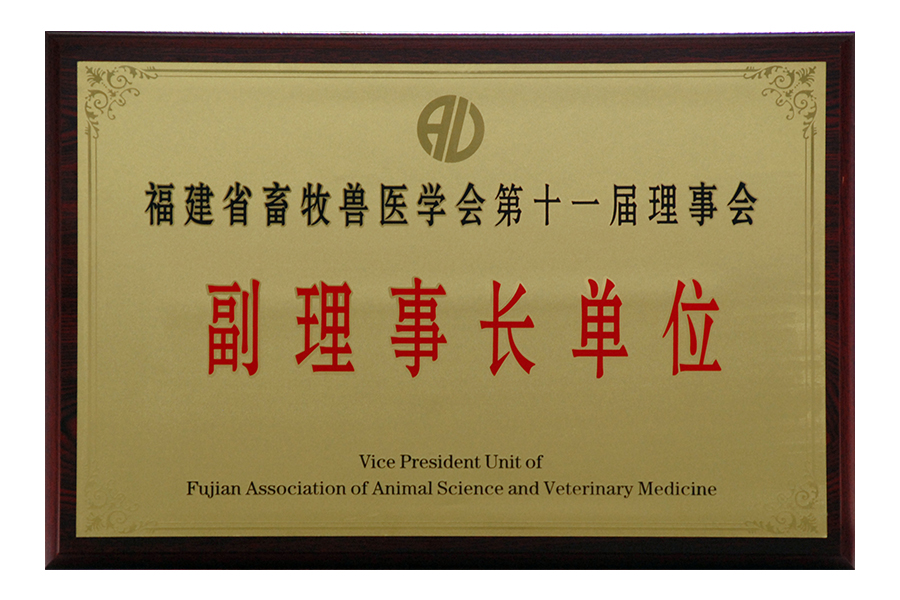 福建省畜牧兽医学会第十一届理事会
副理事长单位
Vice President Unit of
Fujian Association of Animal Science and Veterinary Medicine